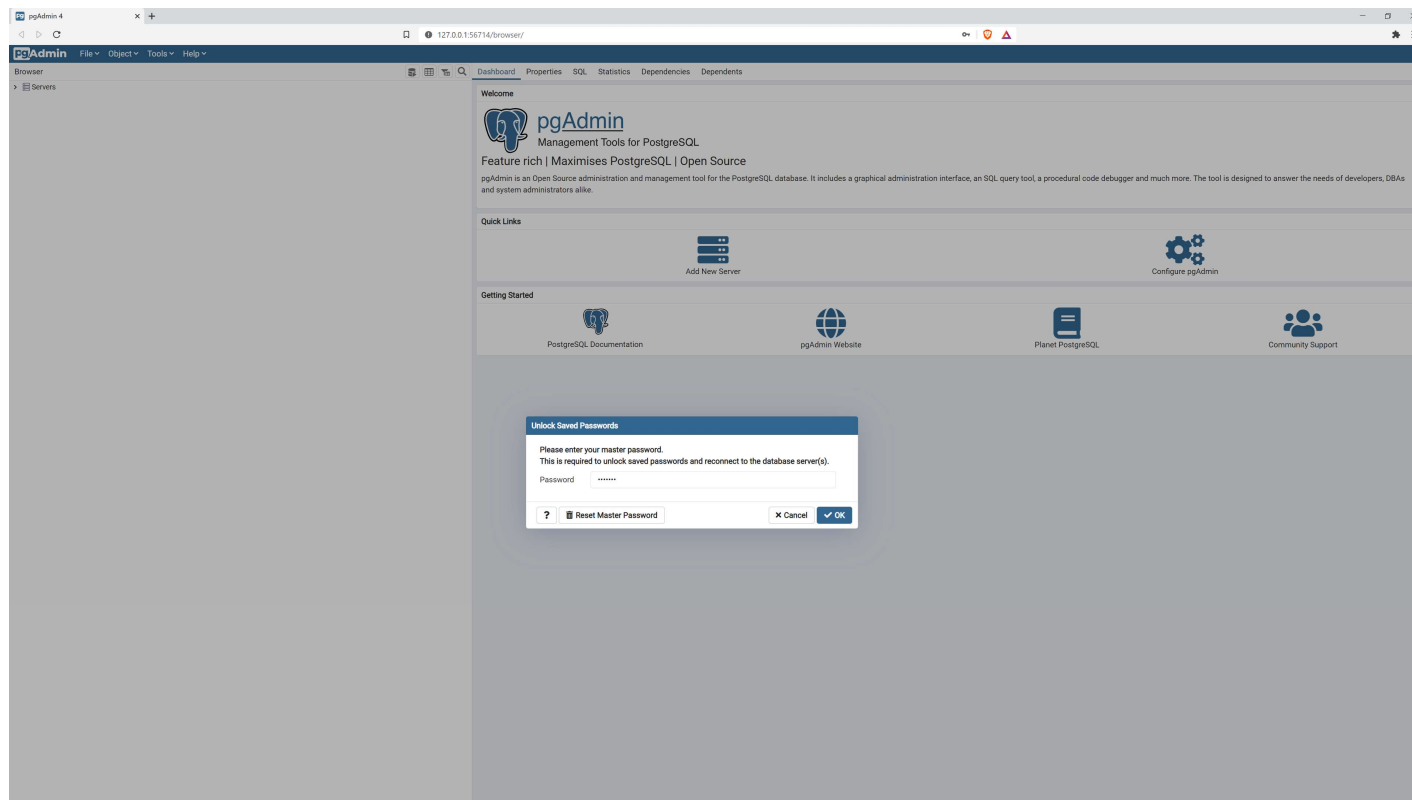 pgAdmin 4
127.0.0.1:56714/browser/
pgAdmin File Object Tools Help
Browser
Servers
Dashboard Properties SQL Statistics Dependencies Dependents
Welcome
pgAdmin
Management Tools for PostgreSQL
Feature rich | Maximises PostgreSQL | Open Source
pgAdmin is an Open Source administration and management tool for the PostgreSQL database. It includes a graphical administration interface, an SQL query tool, a procedural code debugger and much more. The tool is designed to answer the needs of developers, DBAs
and system administrators alike.
Quick Links
Add New Server
Configure pgAdmin
Getting Started
PostgreSQL Documentation
pgAdmin Website
Planet PostgreSQL
Community Support
Unlock Saved Passwords
Please enter your master password.
This is required to unlock saved passwords and reconnect to the database server(s).
Password •••••••
? Reset Master Password
Cancel OK